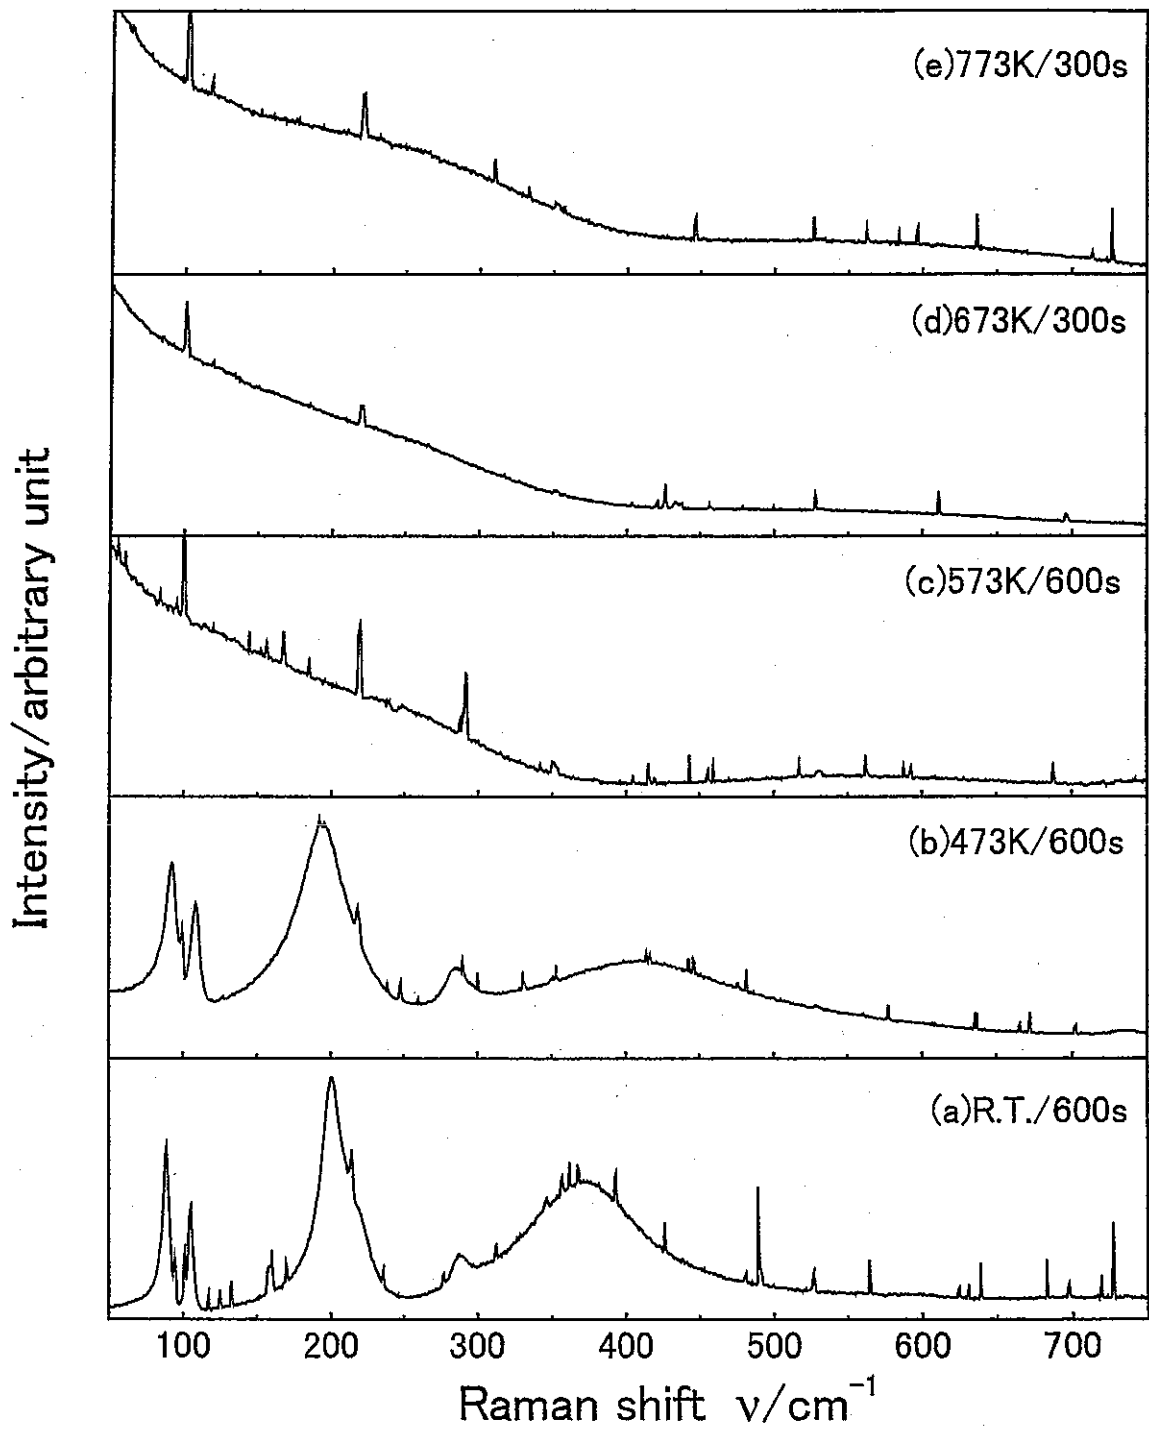 (e)773K/300s
(d)673K/300s
(c)573K/600s
(b)473K/600s
(a)R.T./600s
Intensity/arbitrary unit
100 200 300 400 500 600 700
Raman shift ν/cm⁻¹